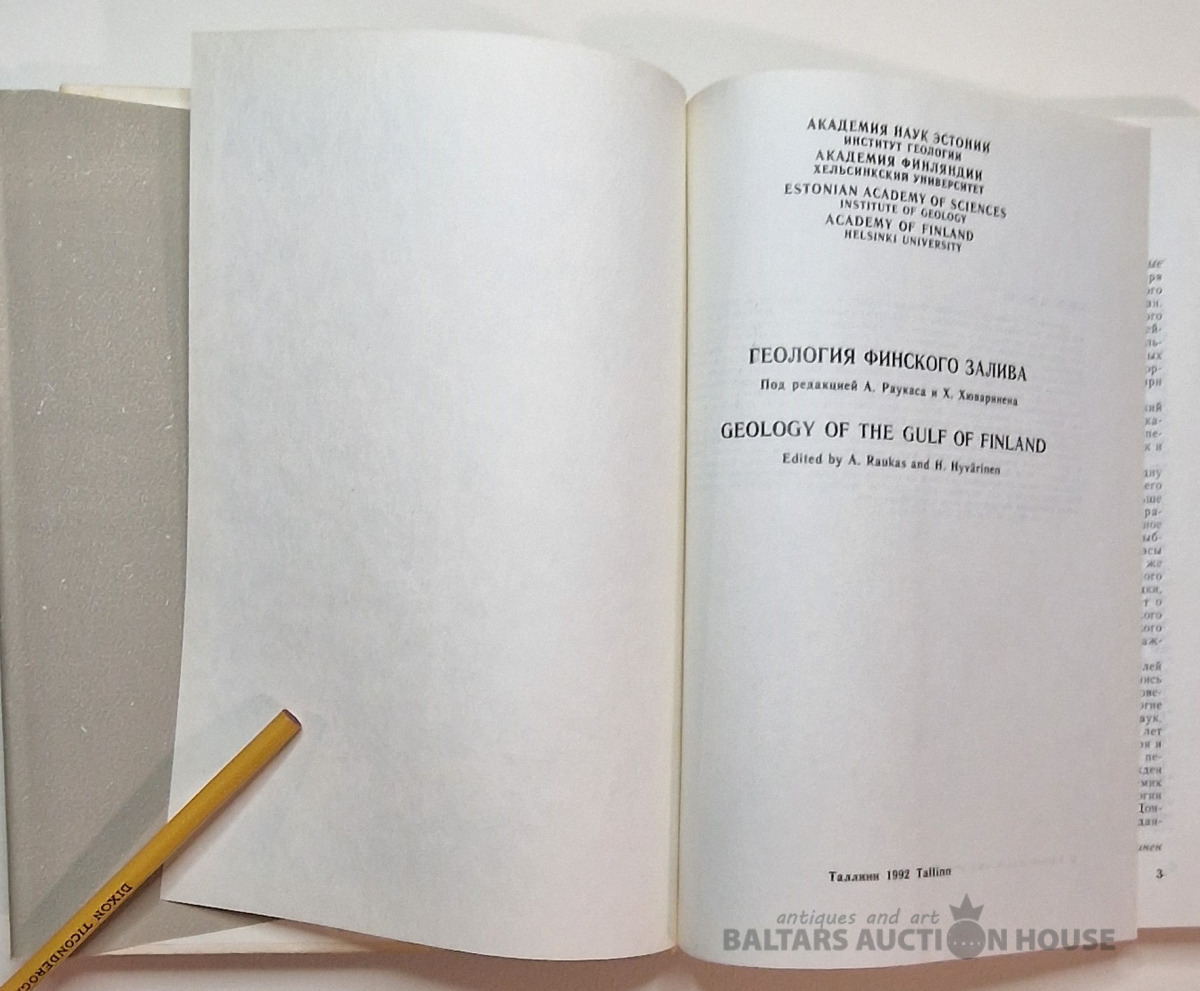 АКАДЕМИЯ НАУК ЭСТОНИИ
ИНСТИТУТ ГЕОЛОГИИ
АКАДЕМИЯ ФИНЛЯНДИИ
ХЕЛЬСИНКСКИЙ УНИВЕРСИТЕТ
ESTONIAN ACADEMY OF SCIENCES
INSTITUTE OF GEOLOGY
ACADEMY OF FINLAND
HELSINKI UNIVERSITY
ГЕОЛОГИЯ ФИНСКОГО ЗАЛИВА
Под редакцией А. Раукаса и Х. Хюваринена
GEOLOGY OF THE GULF OF FINLAND
Edited by A. Raukas and H. Hyvärinen
Таллинн 1992 Tallinn
3
DIXON TICONDEROG
antiques and art
BALTARS AUCTION HOUSE